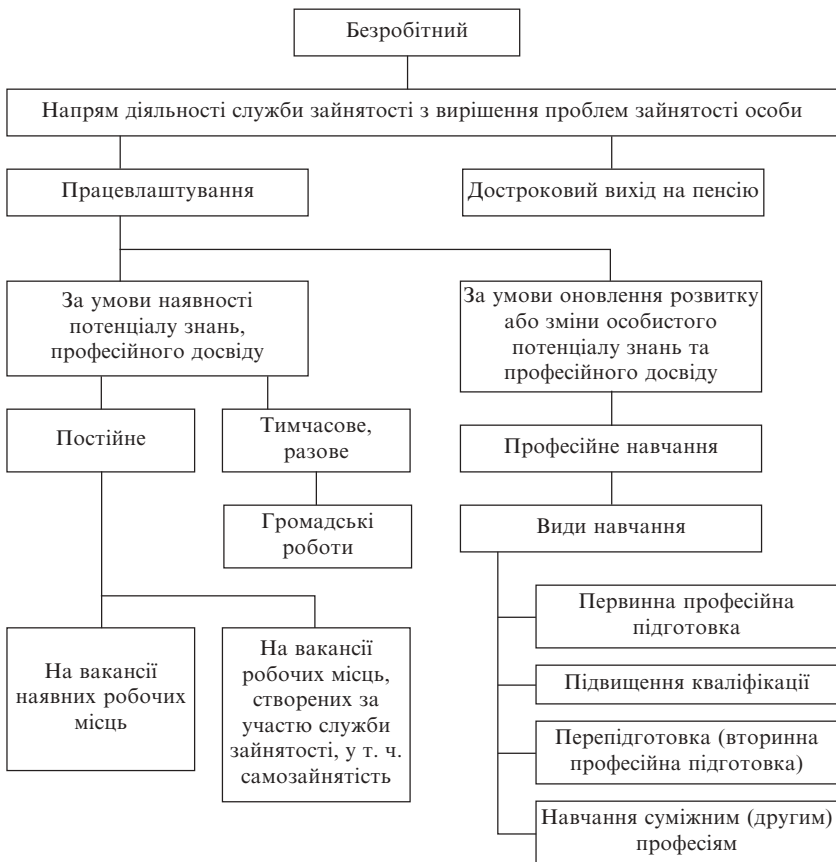 Безробітний
Напрям діяльності служби зайнятості з вирішення проблем зайнятості особи
Працевлаштування
Достроковий вихід на пенсію
За умови наявності
потенціалу знань,
професійного досвіду
За умови оновлення розвитку
або зміни особистого
потенціалу знань та
професійного досвіду
Постійне
Тимчасове,
разове
Професійне навчання
Громадські
роботи
Види навчання
На вакансії
наявних робочих
місць
На вакансії
робочих місць,
створених за
участю служби
зайнятості, у т. ч.
самозайнятість
Первинна професійна
підготовка
Підвищення кваліфікації
Перепідготовка (вторинна
професійна підготовка)
Навчання суміжним (другим)
професіям